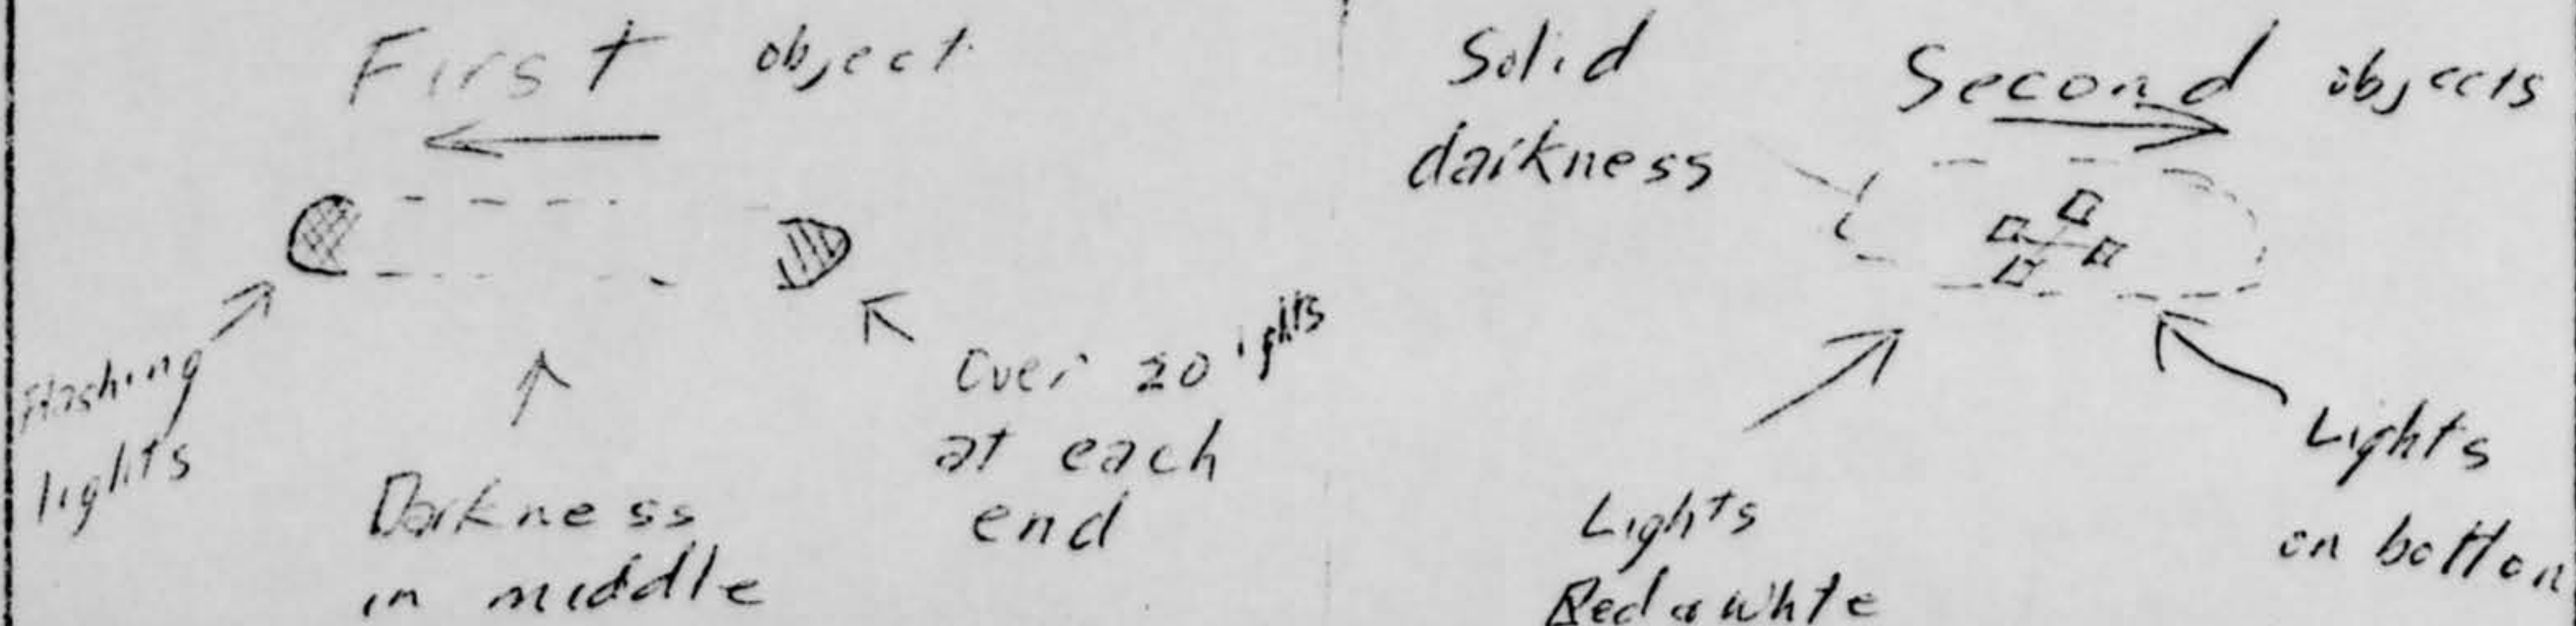 First object
Flashing
lights
Darkness
in middle
Over 20 lights
at each
end
Solid
darkness
Second objects
Lights
Red & white
Lights
on bottom